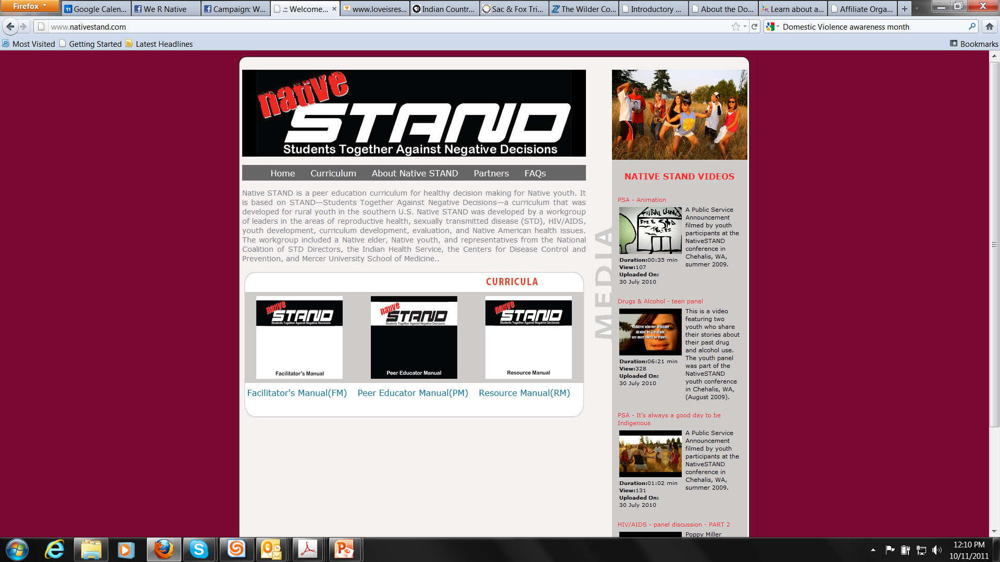 Firefox
Google Calen...
We R Native
Campaign: W...
.:: Welcome...
www.loveisres...
Indian Countr...
Sac & Fox Tri...
The Wilder Co...
Introductory ...
About the Do...
Learn about a...
Affiliate Orga...
www.nativestand.com
Domestic Violence awareness month
Most Visited
Getting Started
Latest Headlines
Bookmarks
native
STAND
Students Together Against Negative Decisions
Home
Curriculum
About Native STAND
Partners
FAQs
Native STAND is a peer education curriculum for healthy decision making for Native youth. It
is based on STAND—Students Together Against Negative Decisions—a curriculum that was
developed for rural youth in the southern U.S. Native STAND was developed by a workgroup
of leaders in the areas of reproductive health, sexually transmitted disease (STD), HIV/AIDS,
youth development, curriculum development, evaluation, and Native American health issues.
The workgroup included a Native elder, Native youth, and representatives from the National
Coalition of STD Directors, the Indian Health Service, the Centers for Disease Control and
Prevention, and Mercer University School of Medicine..
CURRICULA
native
STAND
Students Together Against Negative Decisions
Facilitator's Manual
native
STAND
Students Together Against Negative Decisions
Peer Educator Manual
native
STAND
Students Together Against Negative Decisions
Resource Manual
Facilitator's Manual(FM)
Peer Educator Manual(PM)
Resource Manual(RM)
MEDIA
NATIVE STAND VIDEOS
PSA - Animation
TRIBAL CLINIC
FREE STD
TESTS
A Public Service
Announcement
filmed by youth
participants at the
NativeSTAND
conference in
Chehalis, WA,
summer 2009.
Duration:00:35 min
View:107
Uploaded On:
30 July 2010
Drugs & Alcohol - teen panel
Children who are drinking
alcohol by 7th grade
are more likely to report...
This is a video
featuring two
youth who share
their stories about
their past drug
and alcohol use.
The youth panel
was part of the
NativeSTAND
youth conference
in Chehalis, WA,
(August 2009).
Duration:06:21 min
View:328
Uploaded On:
30 July 2010
PSA - It's always a good day to be
Indigenous
A Public Service
Announcement
filmed by youth
participants at the
NativeSTAND
conference in
Chehalis, WA,
summer 2009.
Duration:01:02 min
View:131
Uploaded On:
30 July 2010
HIV/AIDS - panel discussion - PART 2
Poppy Miller
12:10 PM
10/11/2011